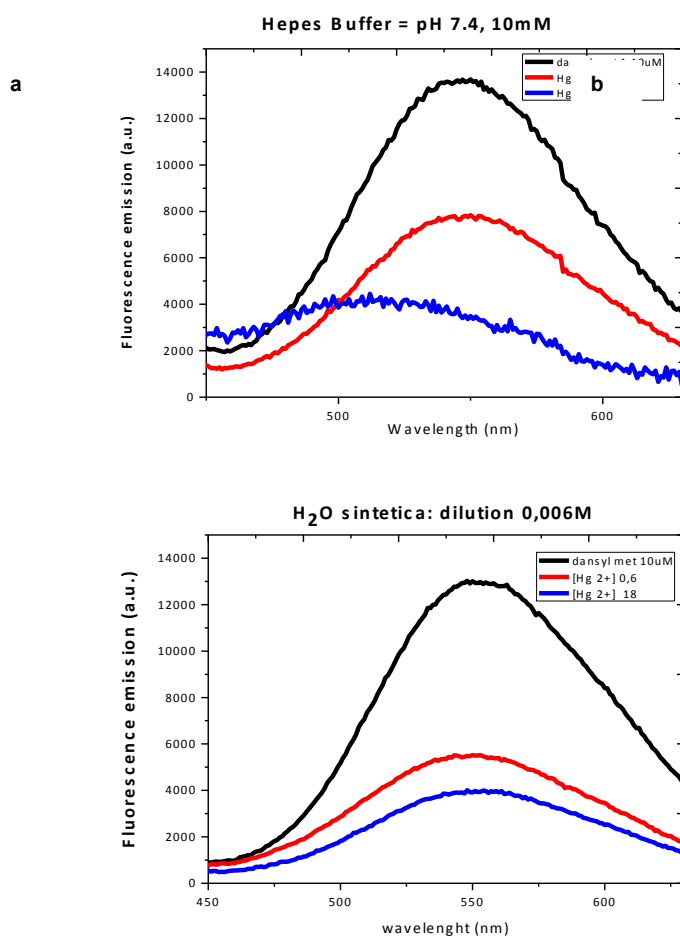 Hepes Buffer = pH 7.4, 10mM
a
b
da 10uM
Hg
Hg
14000
12000
10000
8000
6000
4000
2000
0
Fluorescence emission (a.u.)
500 600
Wavelength (nm)
H2O sintetica: dilution 0,006M
dansyl met 10uM
[Hg 2+] 0,6
[Hg 2+] 18
14000
12000
10000
8000
6000
4000
2000
0
Fluorescence emission (a.u.)
450 500 550 600
wavelenght (nm)